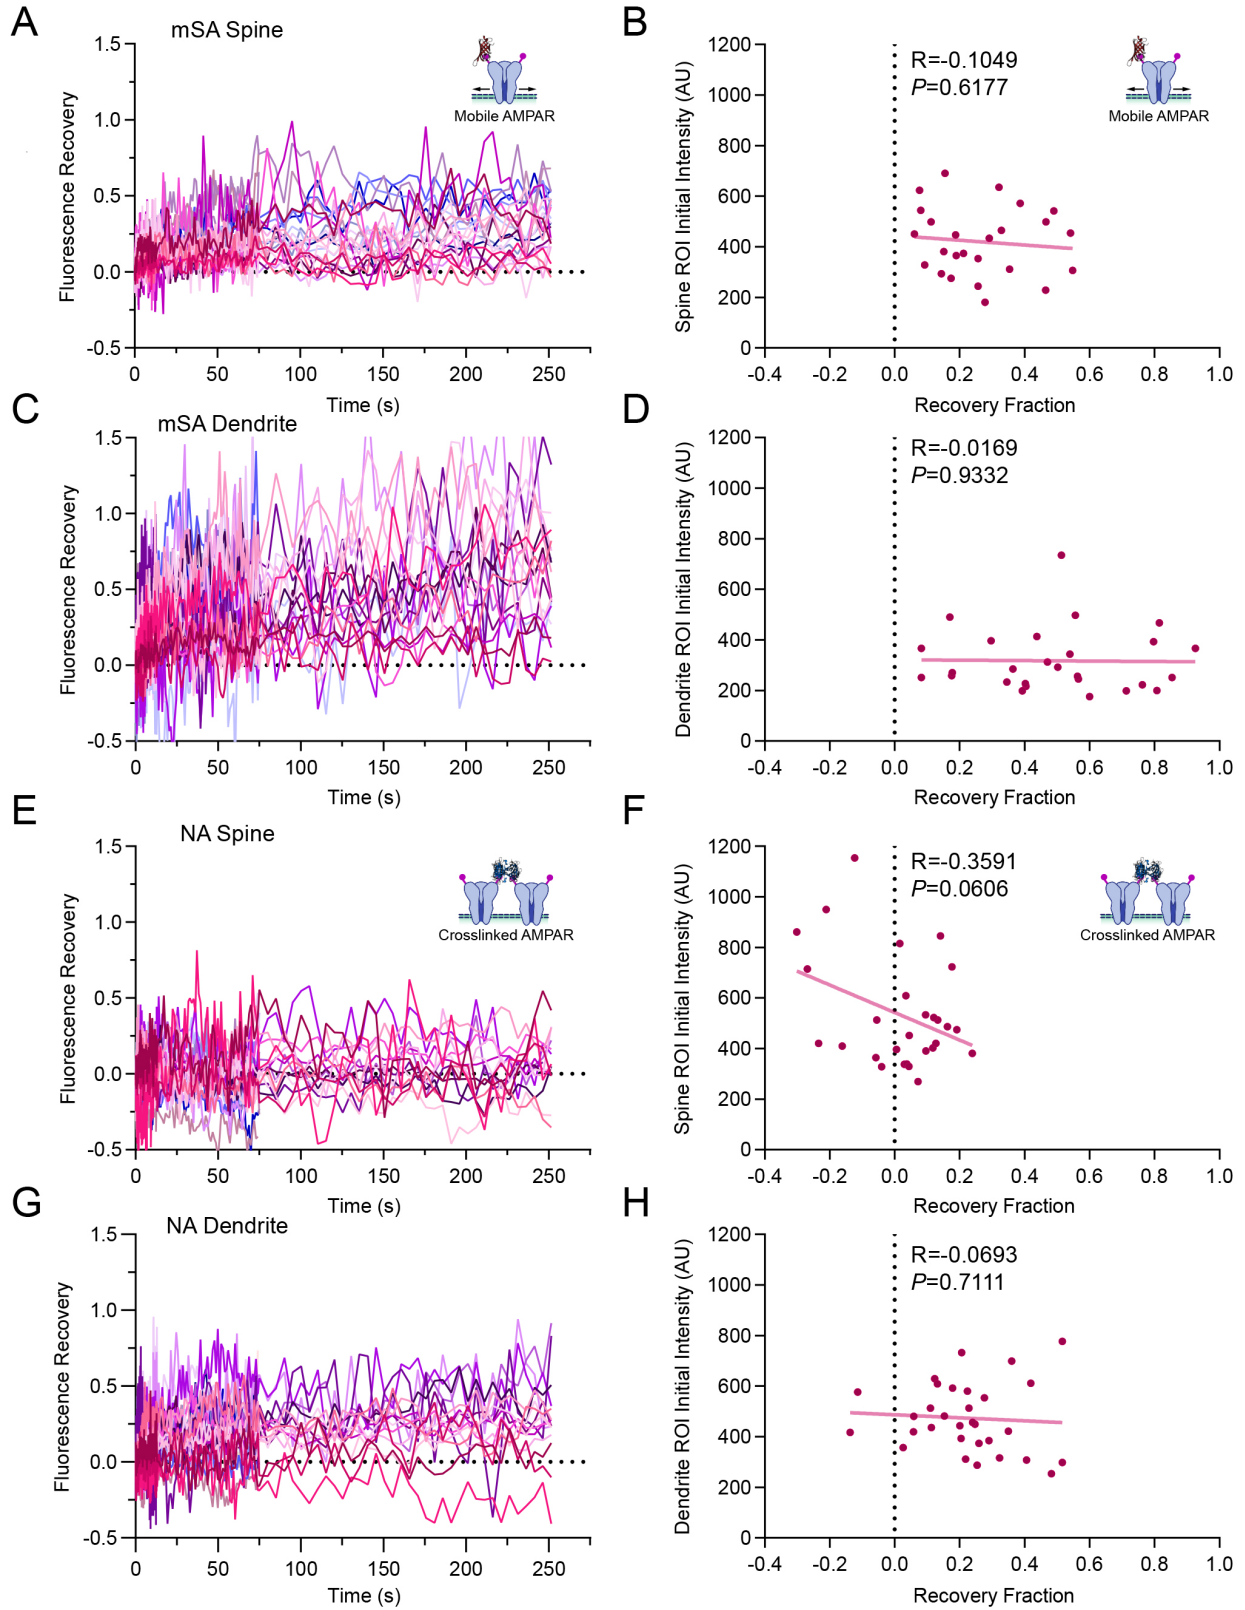 A
mSA Spine
1.5
1.0
0.5
0.0
-0.5
Fluorescence Recovery
0
50
100
150
200
250
Time (s)
Mobile AMPAR
B
R=-0.1049
P=0.6177
Mobile AMPAR
1200
1000
800
600
400
200
0
Spine ROI Initial Intensity (AU)
-0.4
-0.2
0.0
0.2
0.4
0.6
0.8
1.0
Recovery Fraction
C
mSA Dendrite
1.5
1.0
0.5
0.0
-0.5
Fluorescence Recovery
0
50
100
150
200
250
Time (s)
D
R=-0.0169
P=0.9332
1200
1000
800
600
400
200
0
Dendrite ROI Initial Intensity (AU)
-0.4
-0.2
0.0
0.2
0.4
0.6
0.8
1.0
Recovery Fraction
E
NA Spine
1.5
1.0
0.5
0.0
-0.5
Fluorescence Recovery
0
50
100
150
200
250
Time (s)
Crosslinked AMPAR
F
R=-0.3591
P=0.0606
Crosslinked AMPAR
1200
1000
800
600
400
200
0
Spine ROI Initial Intensity (AU)
-0.4
-0.2
0.0
0.2
0.4
0.6
0.8
1.0
Recovery Fraction
G
NA Dendrite
1.5
1.0
0.5
0.0
-0.5
Fluorescence Recovery
0
50
100
150
200
250
Time (s)
H
R=-0.0693
P=0.7111
1200
1000
800
600
400
200
0
Dendrite ROI Initial Intensity (AU)
-0.4
-0.2
0.0
0.2
0.4
0.6
0.8
1.0
Recovery Fraction